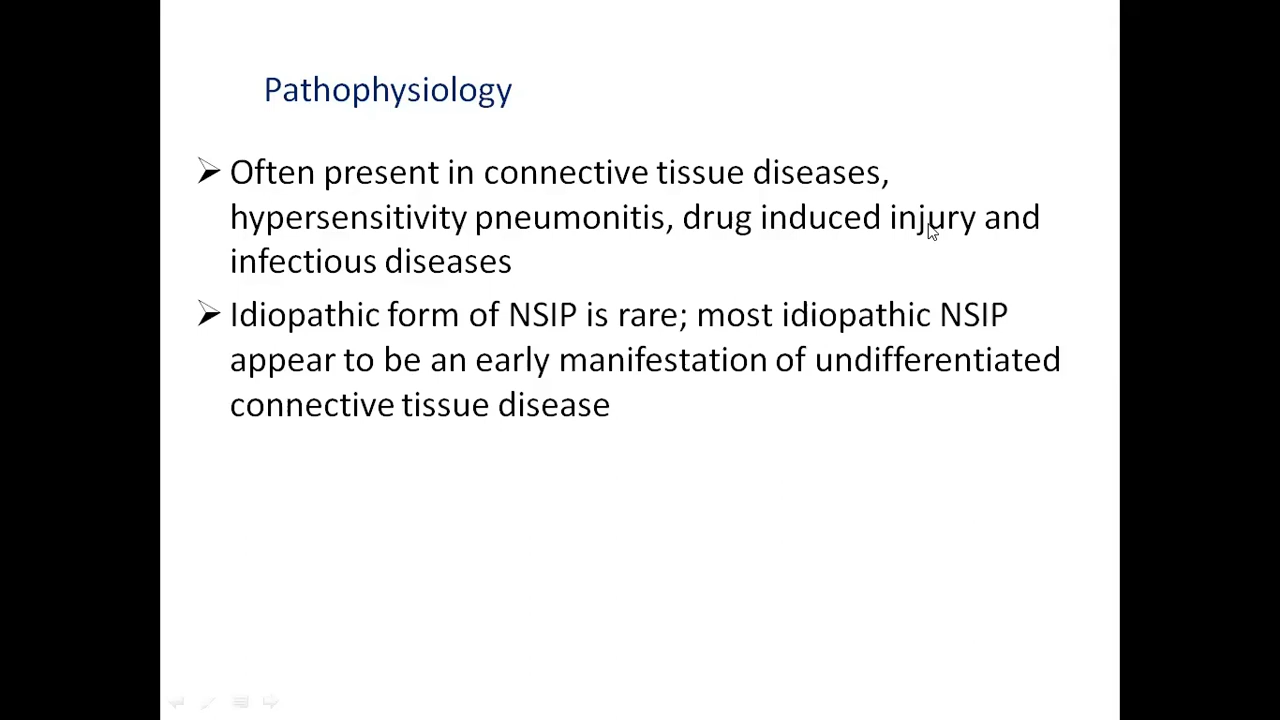 Pathophysiology
Often present in connective tissue diseases,
hypersensitivity pneumonitis, drug induced injury and
infectious diseases
Idiopathic form of NSIP is rare; most idiopathic NSIP
appear to be an early manifestation of undifferentiated
connective tissue disease